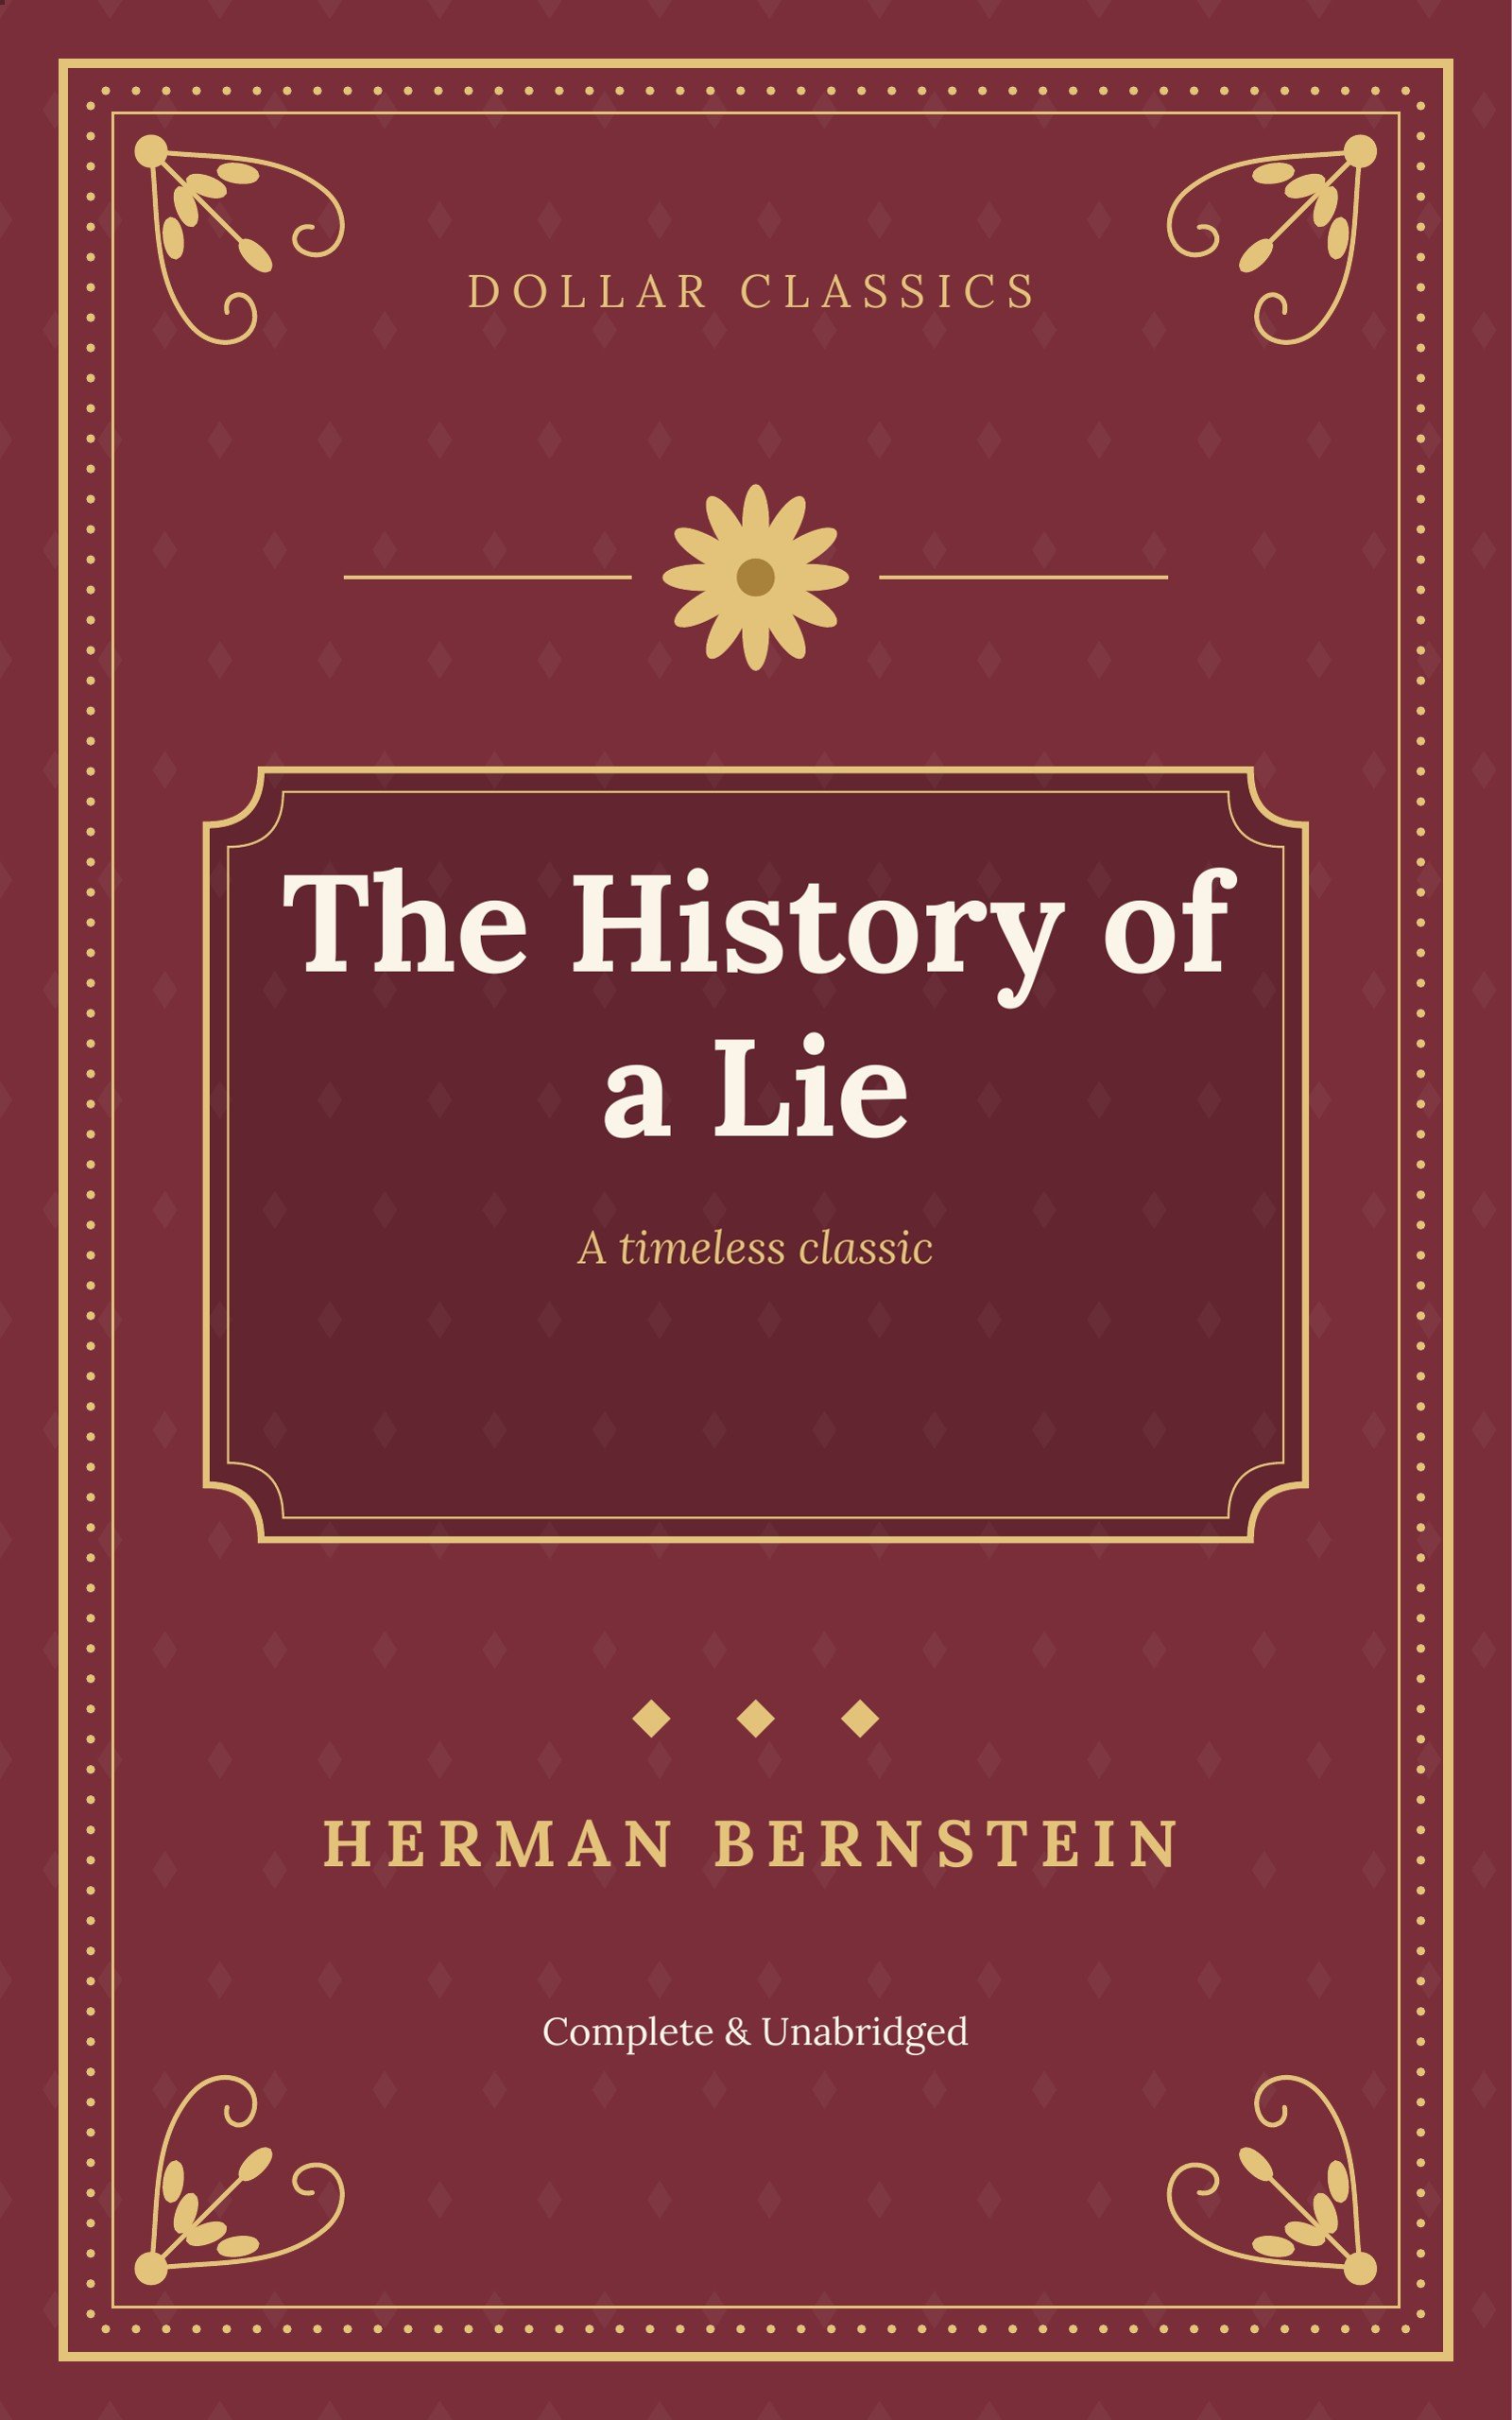 DOLLAR CLASSICS
The History of
a Lie
A timeless classic
HERMAN BERNSTEIN
Complete & Unabridged